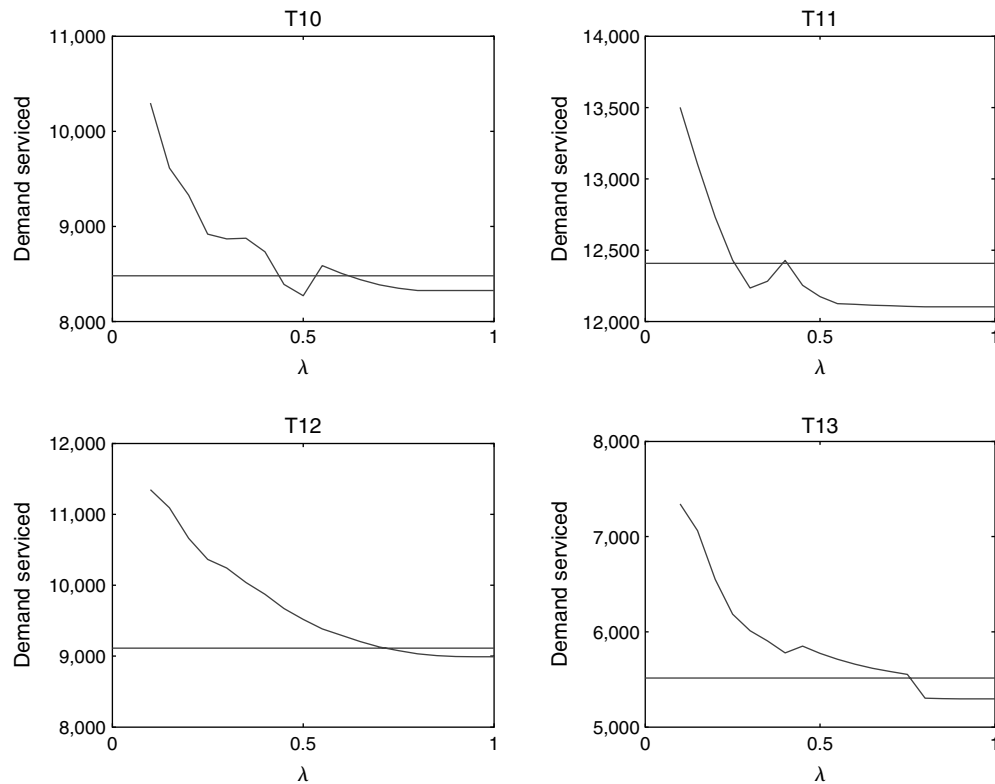 T10
11,000
10,000
9,000
8,000
Demand serviced
0
0.5
1
λ
T11
14,000
13,500
13,000
12,500
12,000
Demand serviced
0
0.5
1
λ
T12
12,000
11,000
10,000
9,000
8,000
Demand serviced
0
0.5
1
λ
T13
8,000
7,000
6,000
5,000
Demand serviced
0
0.5
1
λ